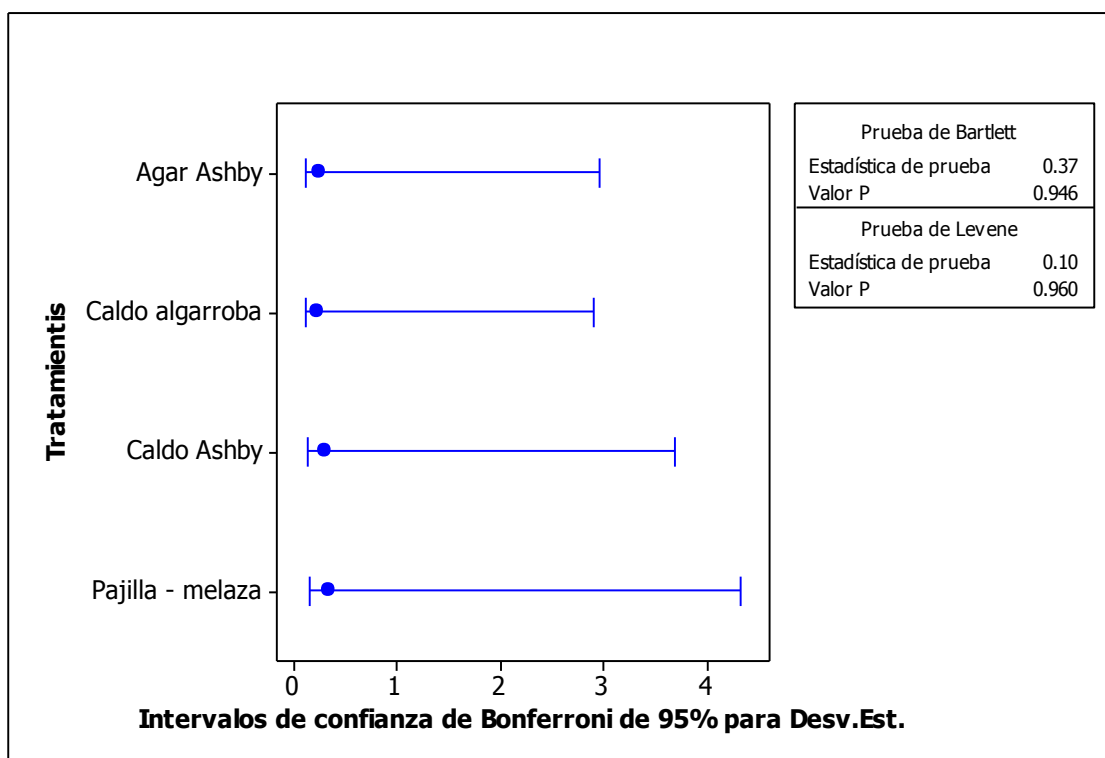 Agar Ashby
Caldo algarroba
Caldo Ashby
Pajilla - melaza
Tratamientis
0 1 2 3 4
Intervalos de confianza de Bonferroni de 95% para Desv.Est.
Prueba de Bartlett
Estadística de prueba 0.37
Valor P 0.946
Prueba de Levene
Estadística de prueba 0.10
Valor P 0.960